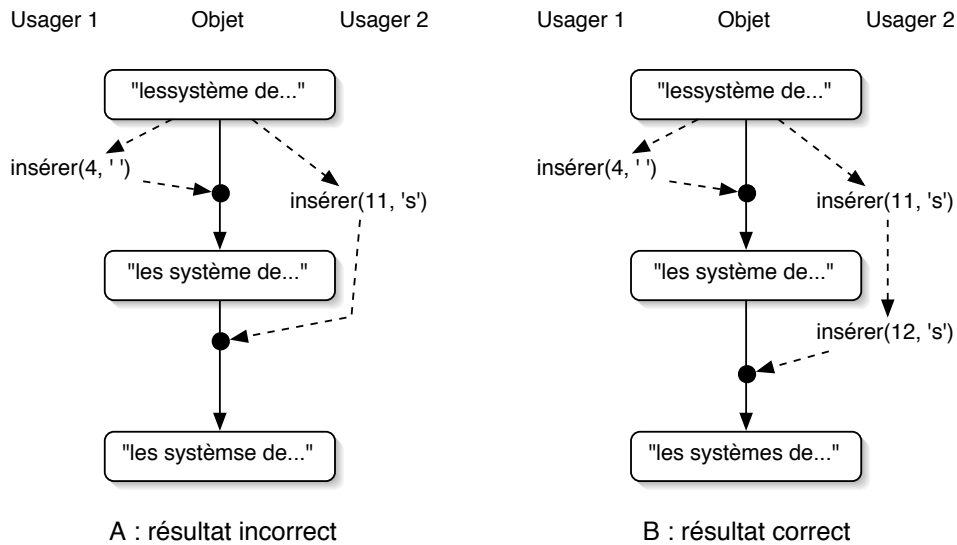 Usager 1 Objet Usager 2
"lessystème de..."
insérer(4, ' ')
insérer(11, 's')
"les système de..."
"les systèmse de..."
A : résultat incorrect
Usager 1 Objet Usager 2
"lessystème de..."
insérer(4, ' ')
insérer(11, 's')
"les système de..."
insérer(12, 's')
"les systèmes de..."
B : résultat correct